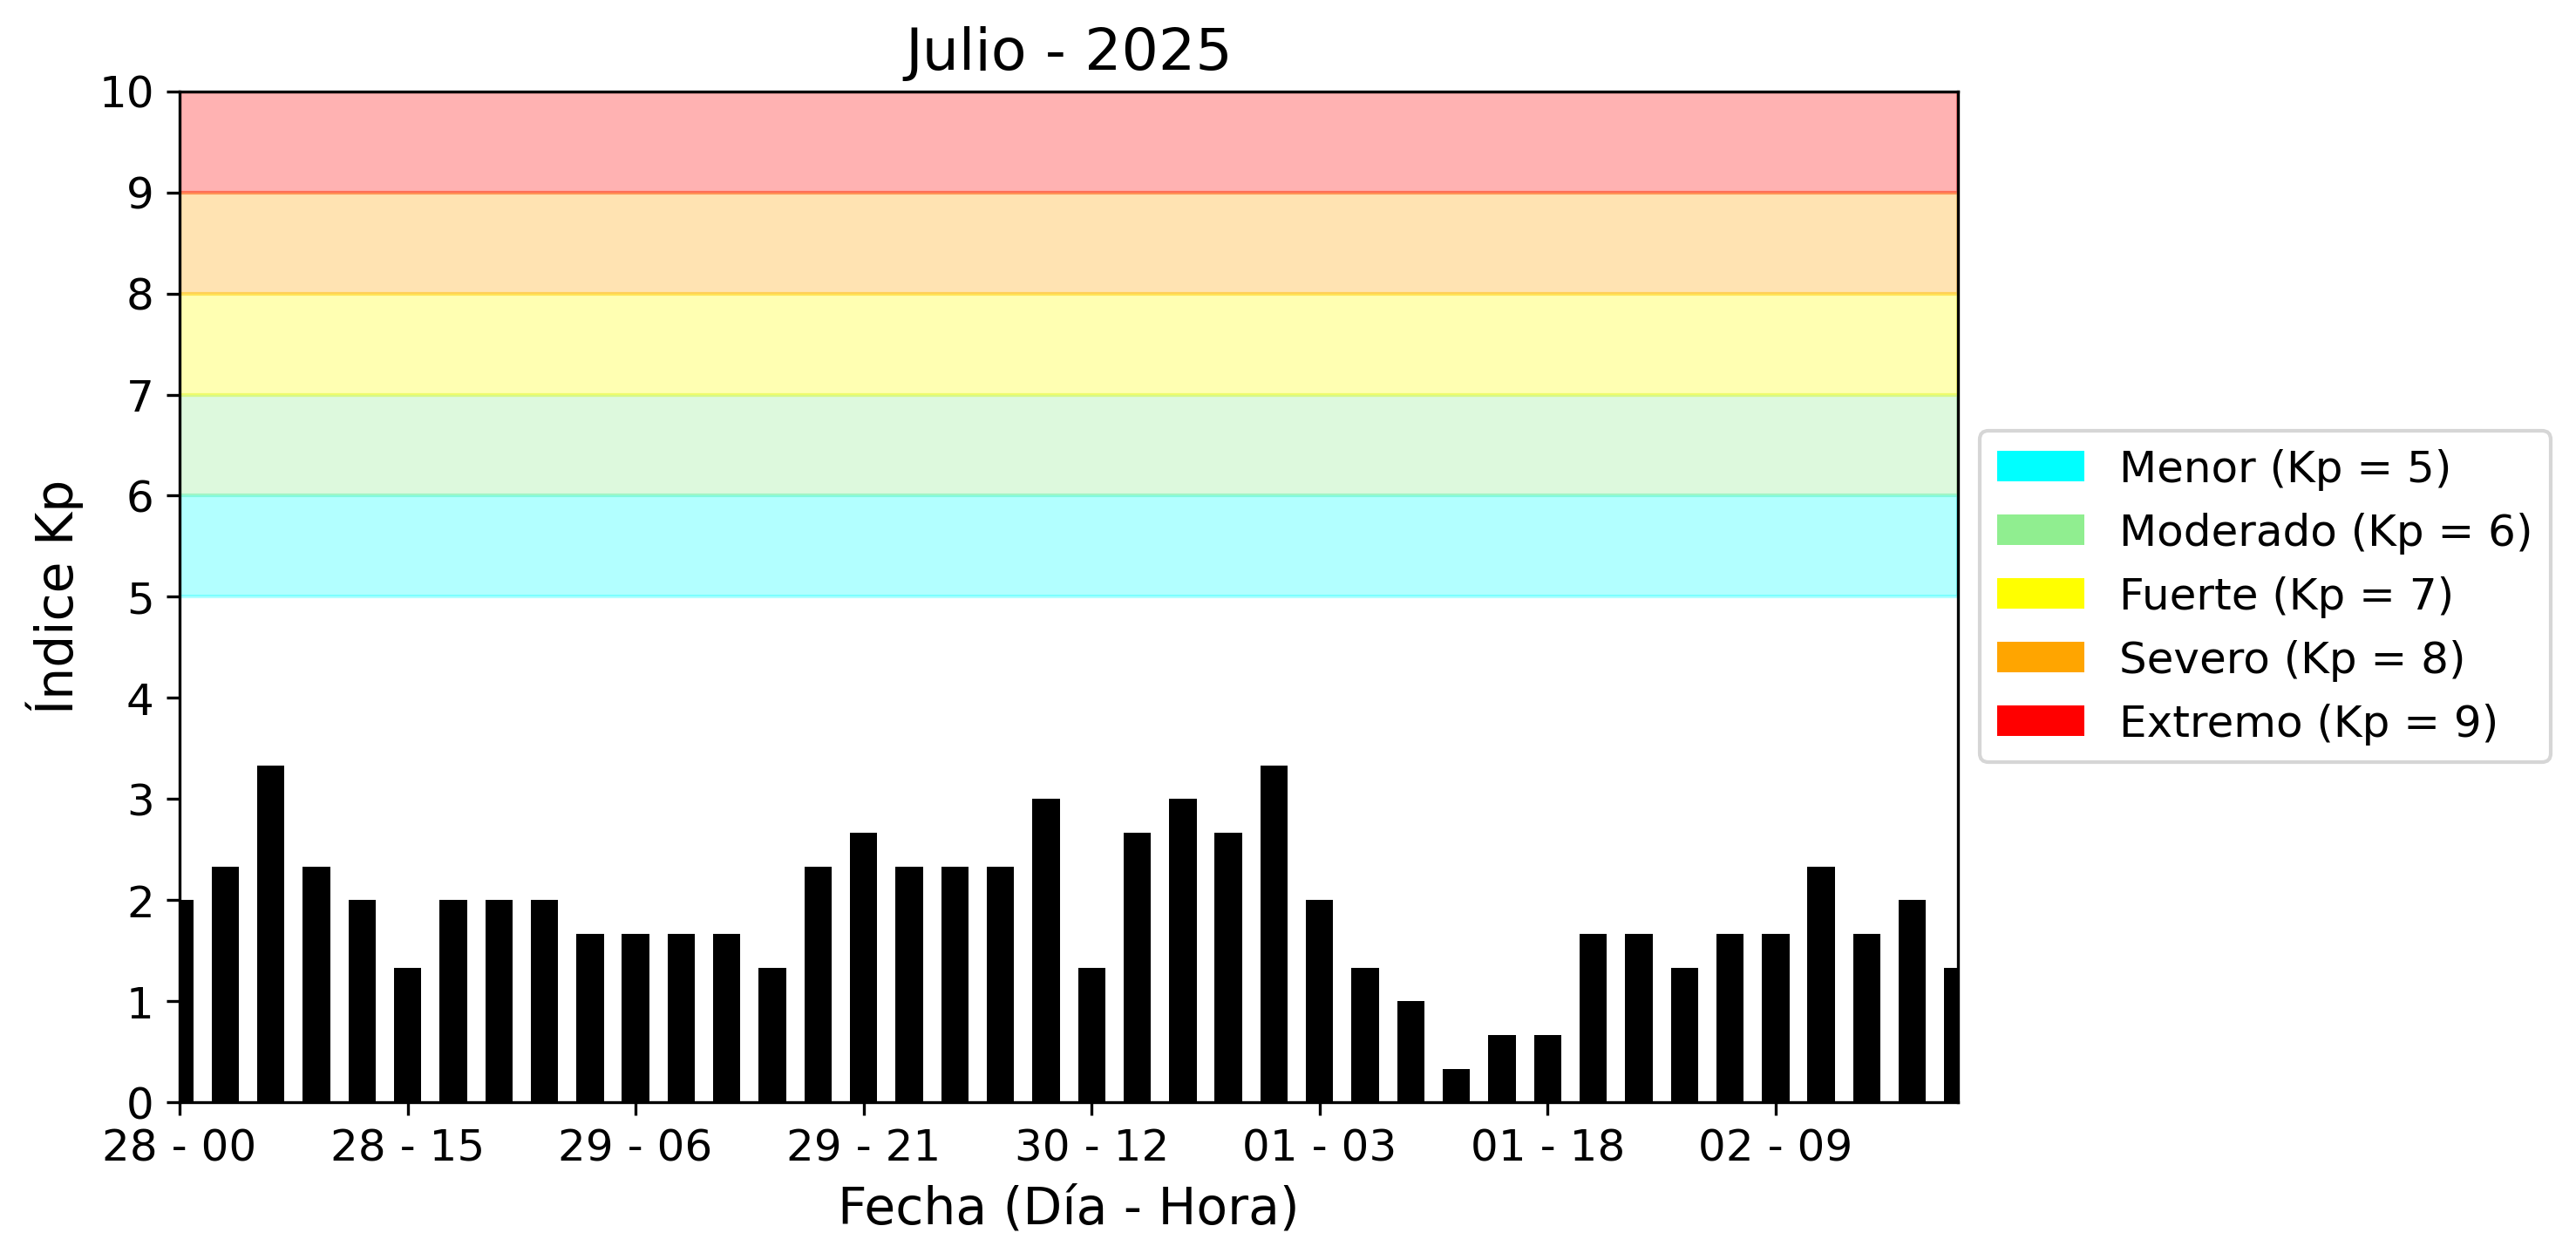 Julio - 2025
10
9
8
7
6
5
4
3
2
1
0
Índice Kp
28 - 00 28 - 15 29 - 06 29 - 21 30 - 12 01 - 03 01 - 18 02 - 09
Fecha (Día - Hora)
Menor (Kp = 5)
Moderado (Kp = 6)
Fuerte (Kp = 7)
Severo (Kp = 8)
Extremo (Kp = 9)